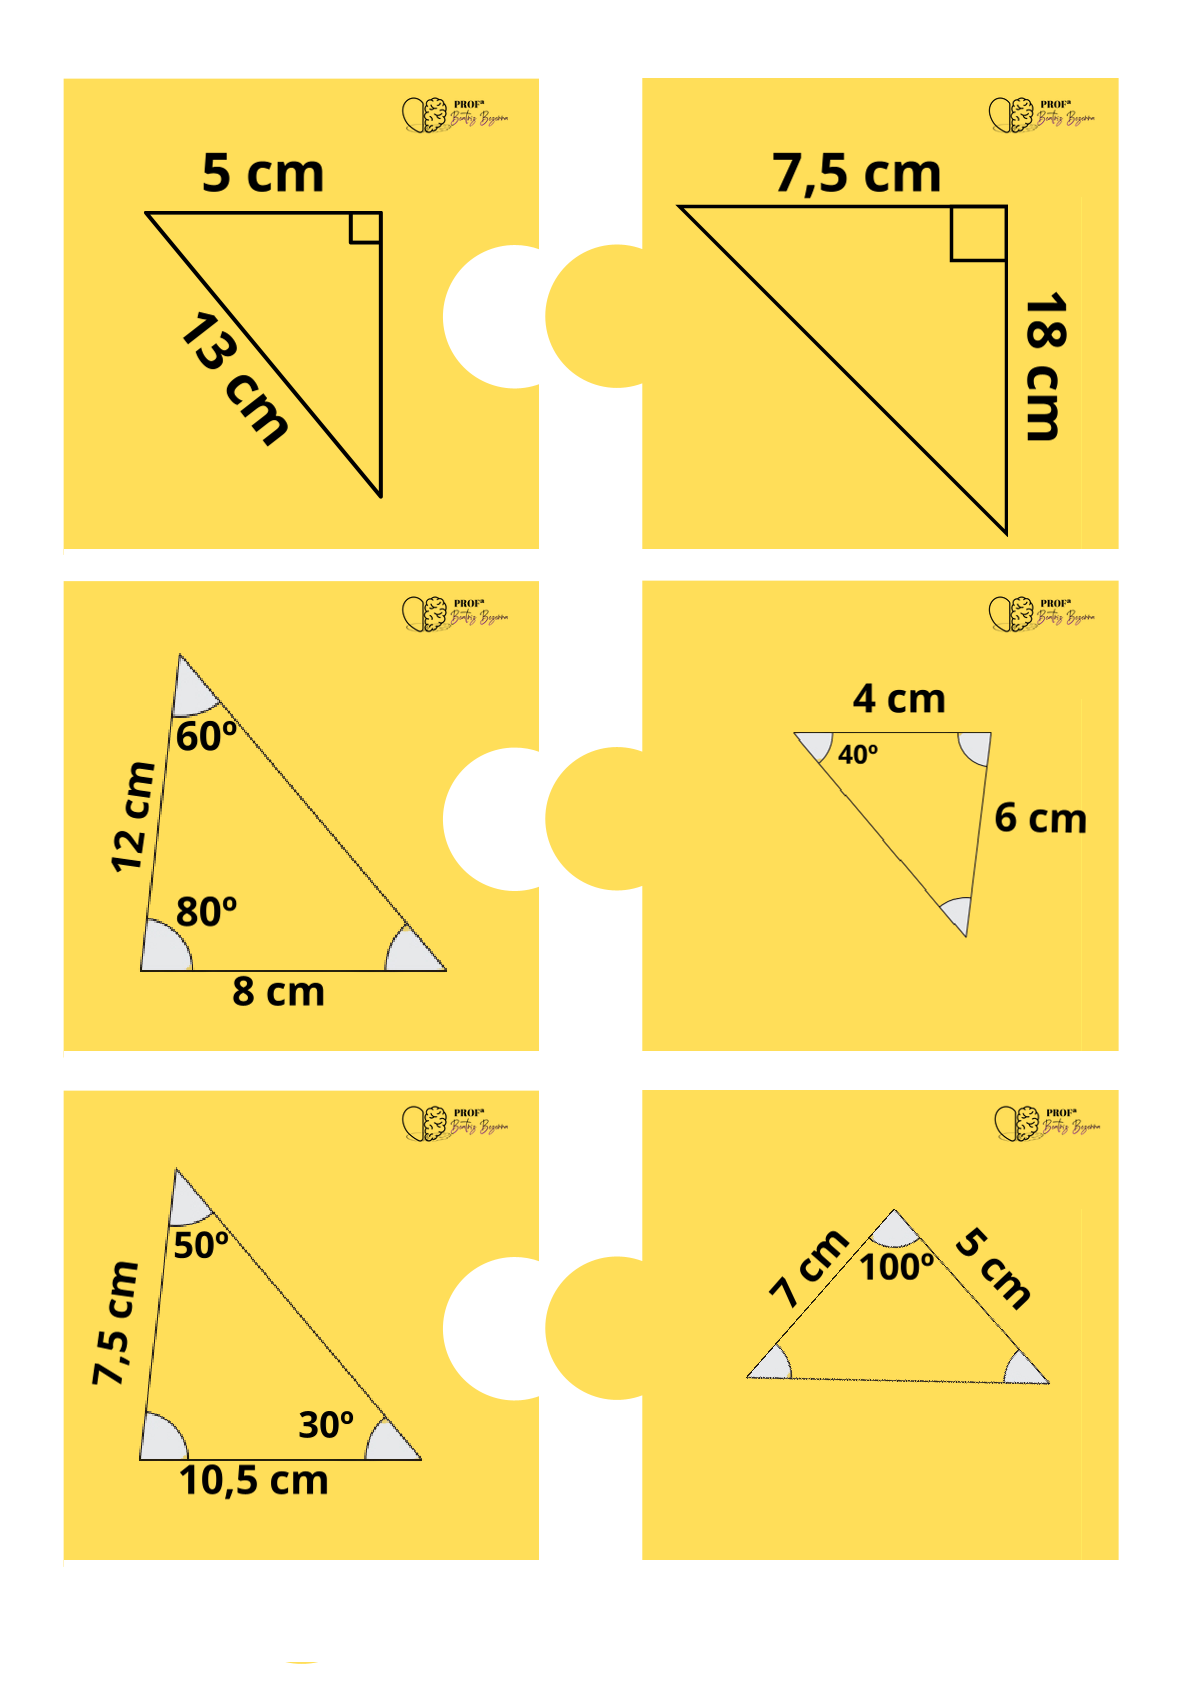 PROFª
Beatriz Bezerra
5 cm
13 cm
PROFª
Beatriz Bezerra
7,5 cm
18 cm
PROFª
Beatriz Bezerra
60º
12 cm
80º
8 cm
PROFª
Beatriz Bezerra
4 cm
40º
6 cm
PROFª
Beatriz Bezerra
50º
7,5 cm
30º
10,5 cm
PROFª
Beatriz Bezerra
7 cm
5 cm
100º